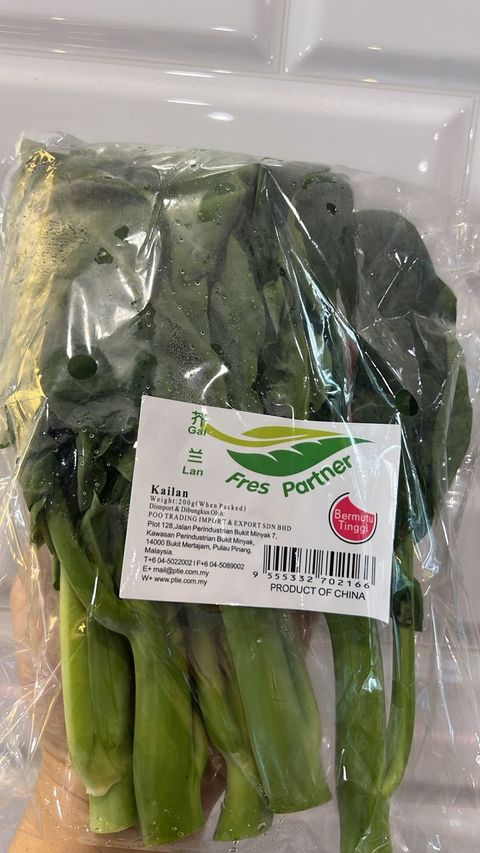 芥
Gai
兰
Lan
Fres Partner
Kailan
Weight:200g(When Packed)
Diimport & Dibungkus Oleh:
POO TRADING IMPORT & EXPORT SDN BHD
Plot 128,Jalan Perindustrian Bukit Minyak 7,
Kawasan Perindustrian Bukit Minyak,
14000 Bukit Mertajam, Pulau Pinang.
Malaysia.
T+6 04-5022002 | F+6 04-5089002
E+ mail@ptie.com.my
W+ www.ptie.com.my
Bermutu
Tinggi
9 555332 702166
PRODUCT OF CHINA